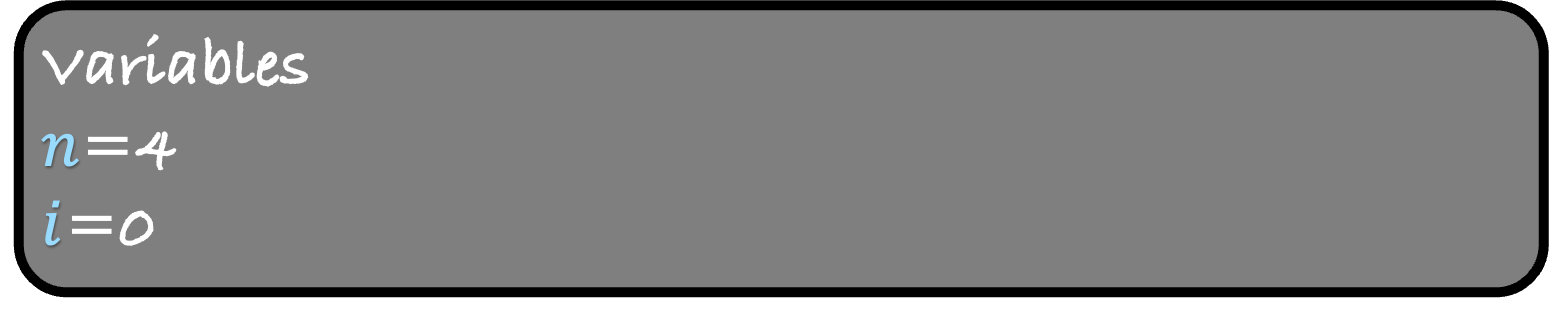 Variables
n=4
i=0